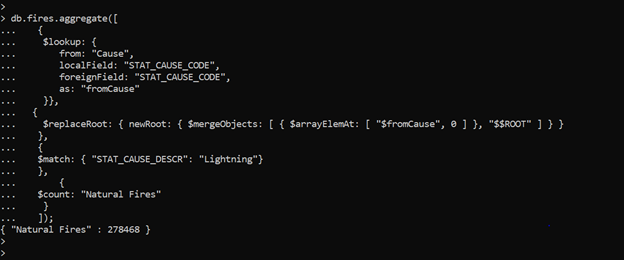 >
> db.fires.aggregate([
... {
... $lookup: {
... from: "Cause",
... localField: "STAT_CAUSE_CODE",
... foreignField: "STAT_CAUSE_CODE",
... as: "fromCause"
... }},
... {
... $replaceRoot: { newRoot: { $mergeObjects: [ { $arrayElemAt: [ "$fromCause", 0 ] }, "$$ROOT" ] } }
... },
... {
... $match: { "STAT_CAUSE_DESCR": "Lightning"}
... },
... {
... $count: "Natural Fires"
... }
... ]);
{ "Natural Fires" : 278468 }
>
>